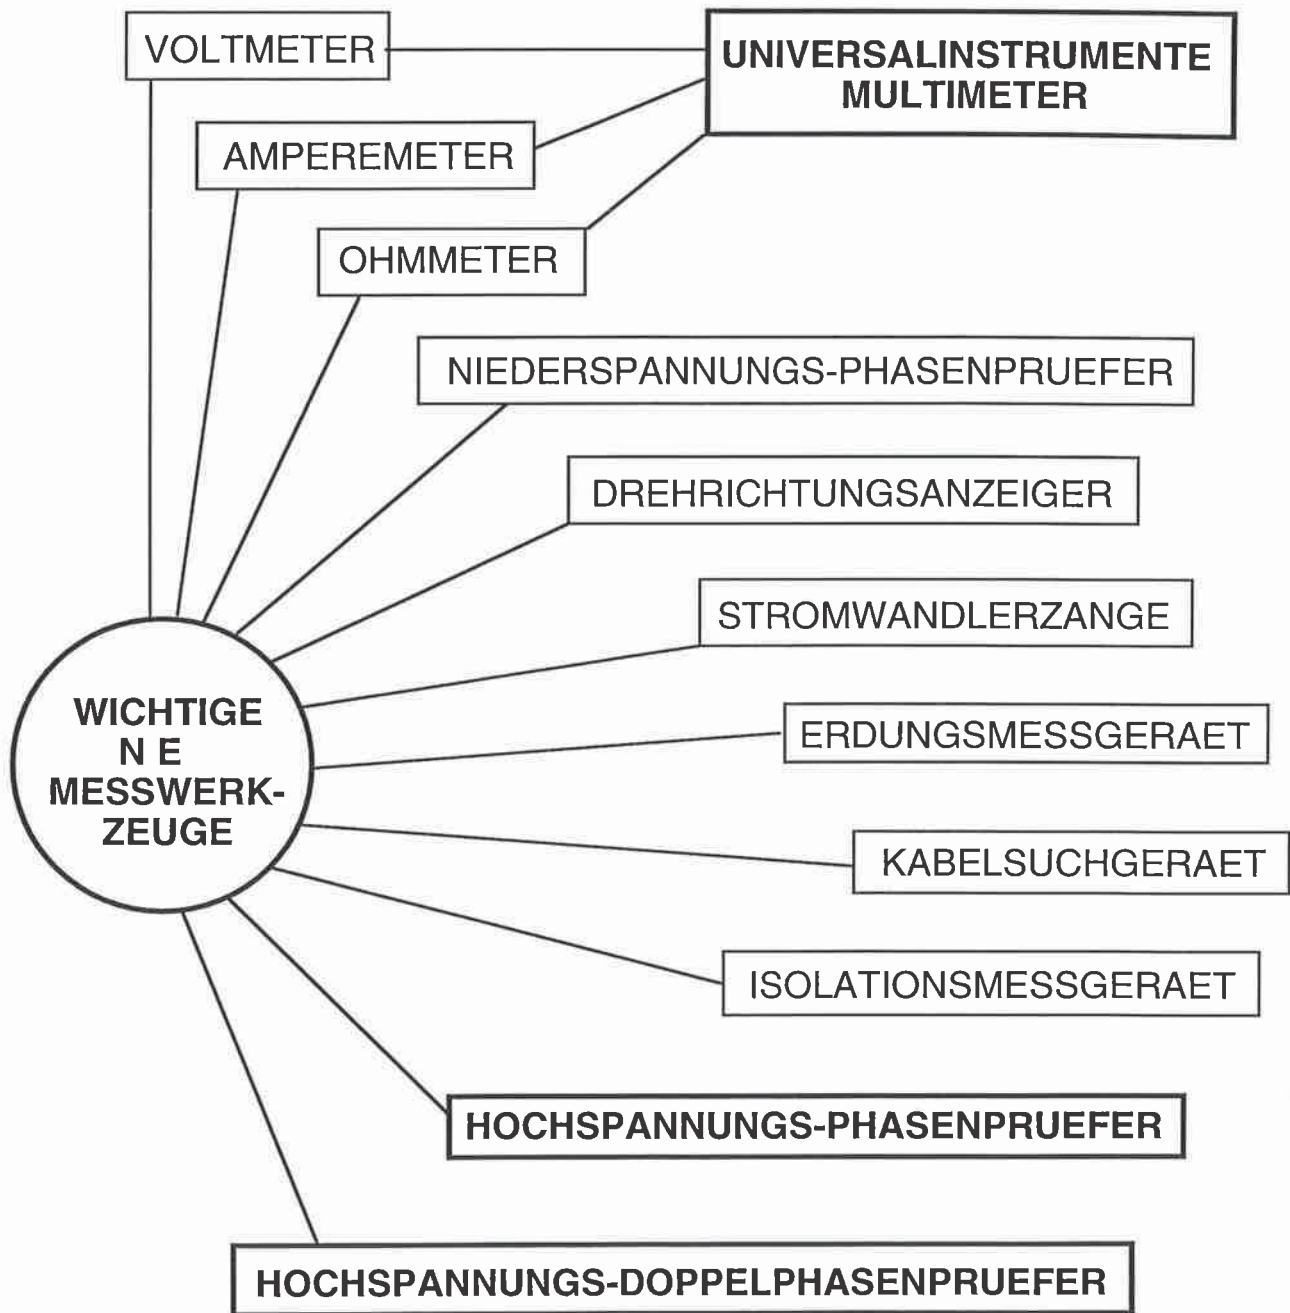 VOLTMETER
UNIVERSALINSTRUMENTE
MULTIMETER
AMPEREMETER
OHMMETER
NIEDERSPANNUNGS-PHASENPRUEFER
DREHRICHTUNGSANZEIGER
STROMWANDLERZANGE
WICHTIGE
N E
MESSWERK-
ZEUGE
ERDUNGSMESSGERAET
KABELSUCHGERAET
ISOLATIONSMESSGERAET
HOCHSPANNUNGS-PHASENPRUEFER
HOCHSPANNUNGS-DOPPELPHASENPRUEFER